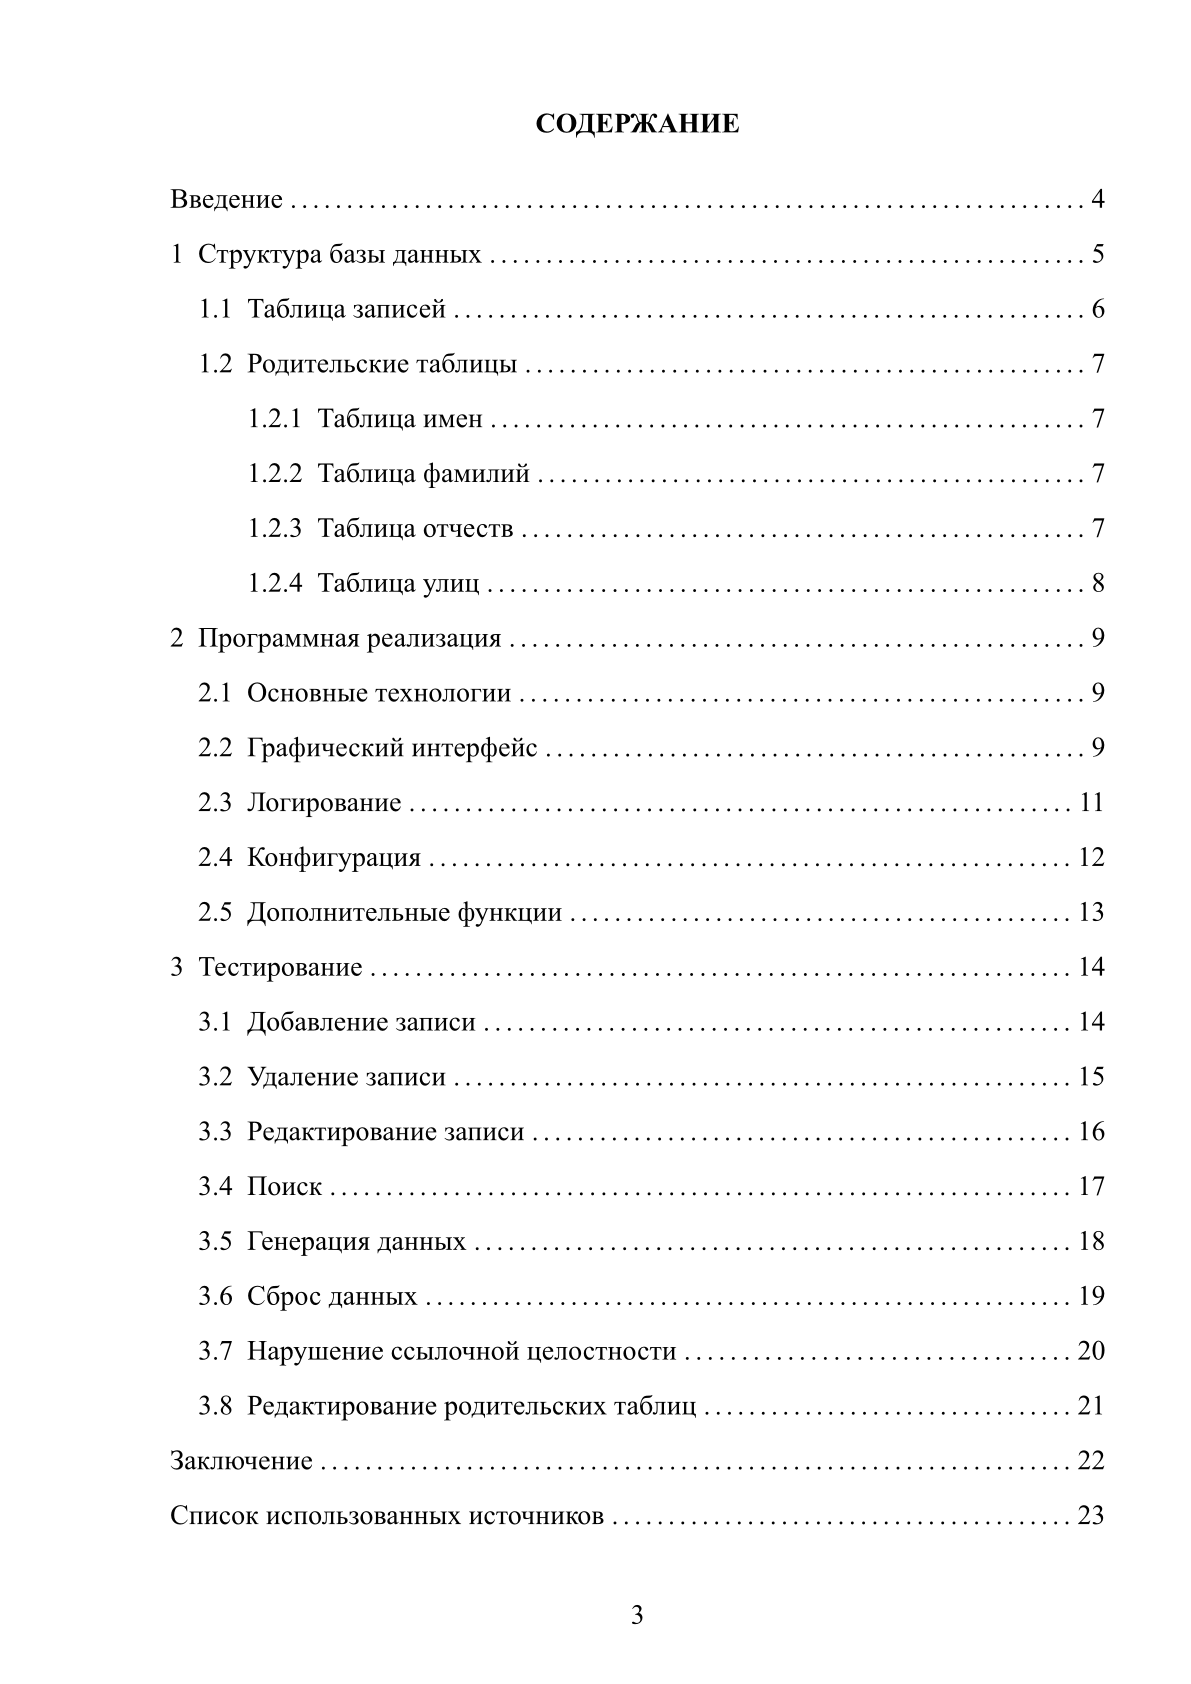 СОДЕРЖАНИЕ
Введение . . . . . . . . . . . . . . . . . . . . . . . . . . . . . . . . . . . . . . . . 4
1 Структура базы данных . . . . . . . . . . . . . . . . . . . . . . . . . . . . . . 5
1.1 Таблица записей . . . . . . . . . . . . . . . . . . . . . . . . . . . . . . . . 6
1.2 Родительские таблицы . . . . . . . . . . . . . . . . . . . . . . . . . . . . 7
1.2.1 Таблица имен . . . . . . . . . . . . . . . . . . . . . . . . . . . . . . 7
1.2.2 Таблица фамилий . . . . . . . . . . . . . . . . . . . . . . . . . . . 7
1.2.3 Таблица отчеств . . . . . . . . . . . . . . . . . . . . . . . . . . . . 7
1.2.4 Таблица улиц . . . . . . . . . . . . . . . . . . . . . . . . . . . . . . 8
2 Программная реализация . . . . . . . . . . . . . . . . . . . . . . . . . . . . . 9
2.1 Основные технологии . . . . . . . . . . . . . . . . . . . . . . . . . . . . 9
2.2 Графический интерфейс . . . . . . . . . . . . . . . . . . . . . . . . . . . 9
2.3 Логирование . . . . . . . . . . . . . . . . . . . . . . . . . . . . . . . . . 11
2.4 Конфигурация . . . . . . . . . . . . . . . . . . . . . . . . . . . . . . . . 12
2.5 Дополнительные функции . . . . . . . . . . . . . . . . . . . . . . . . . 13
3 Тестирование . . . . . . . . . . . . . . . . . . . . . . . . . . . . . . . . . . . 14
3.1 Добавление записи . . . . . . . . . . . . . . . . . . . . . . . . . . . . . 14
3.2 Удаление записи . . . . . . . . . . . . . . . . . . . . . . . . . . . . . . . 15
3.3 Редактирование записи . . . . . . . . . . . . . . . . . . . . . . . . . . . 16
3.4 Поиск . . . . . . . . . . . . . . . . . . . . . . . . . . . . . . . . . . . . . 17
3.5 Генерация данных . . . . . . . . . . . . . . . . . . . . . . . . . . . . . . 18
3.6 Сброс данных . . . . . . . . . . . . . . . . . . . . . . . . . . . . . . . . 19
3.7 Нарушение ссылочной целостности . . . . . . . . . . . . . . . . . . . 20
3.8 Редактирование родительских таблиц . . . . . . . . . . . . . . . . . . 21
Заключение . . . . . . . . . . . . . . . . . . . . . . . . . . . . . . . . . . . . . 22
Список использованных источников . . . . . . . . . . . . . . . . . . . . . . . 23
3